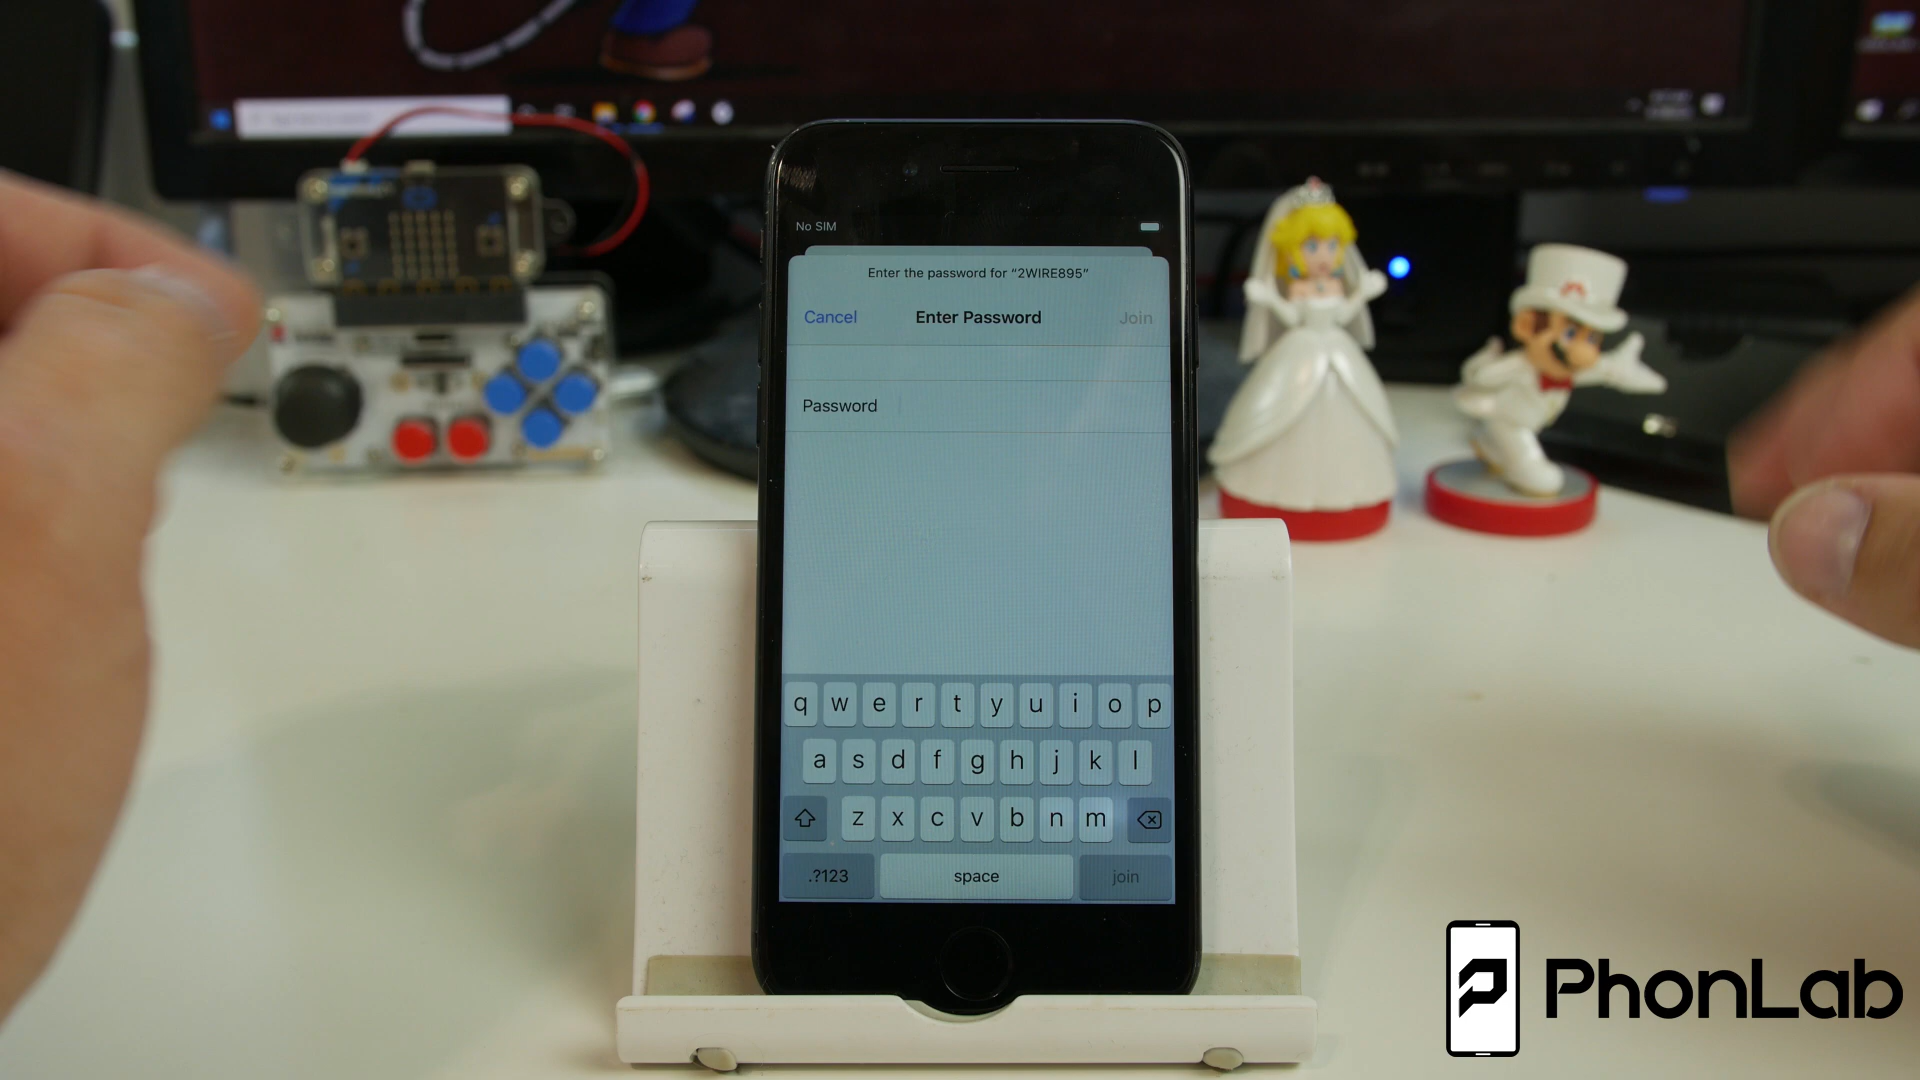 No SIM
Enter the password for “2WIRE895”
Cancel
Enter Password
Join
Password
q w e r t y u i o p
a s d f g h j k l
z x c v b n m
.?123
space
join
PhonLab